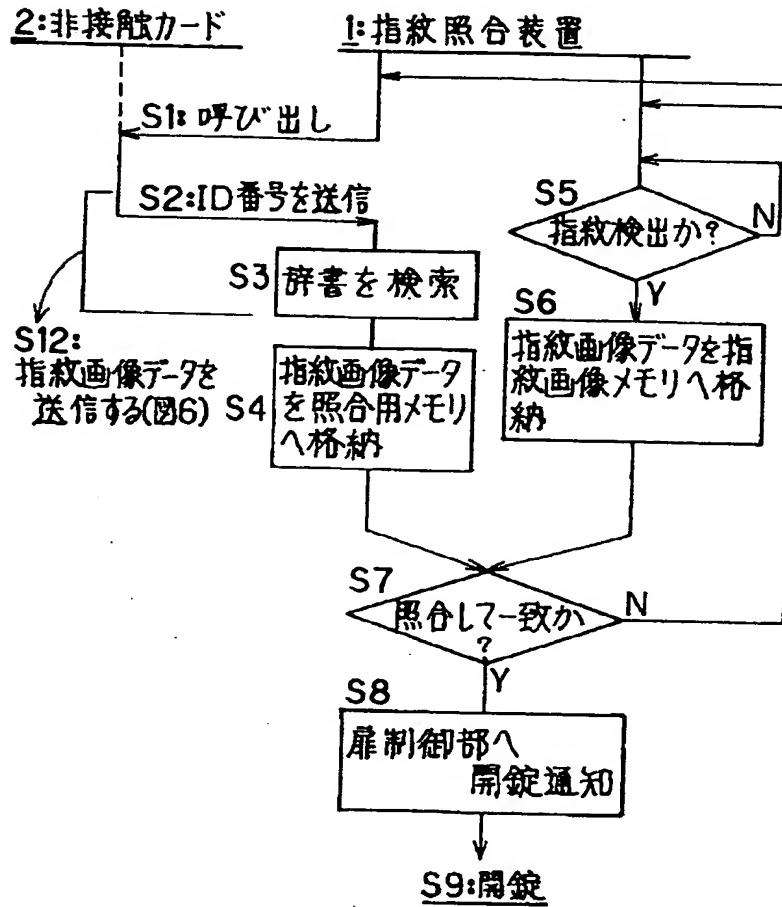 2:非接触カード
1:指紋照合装置
S1:呼び出し
S2:ID番号を送信
S3
辞書を検索
S12:
指紋画像データを
送信する(図6)
S4
指紋画像データ
を照合用メモリ
へ格納
S5
指紋検出か?
N
Y
S6
指紋画像データを指
紋画像メモリへ格
納
S7
照合して一致か
?
N
Y
S8
扉制御部へ
開錠通知
S9:開錠